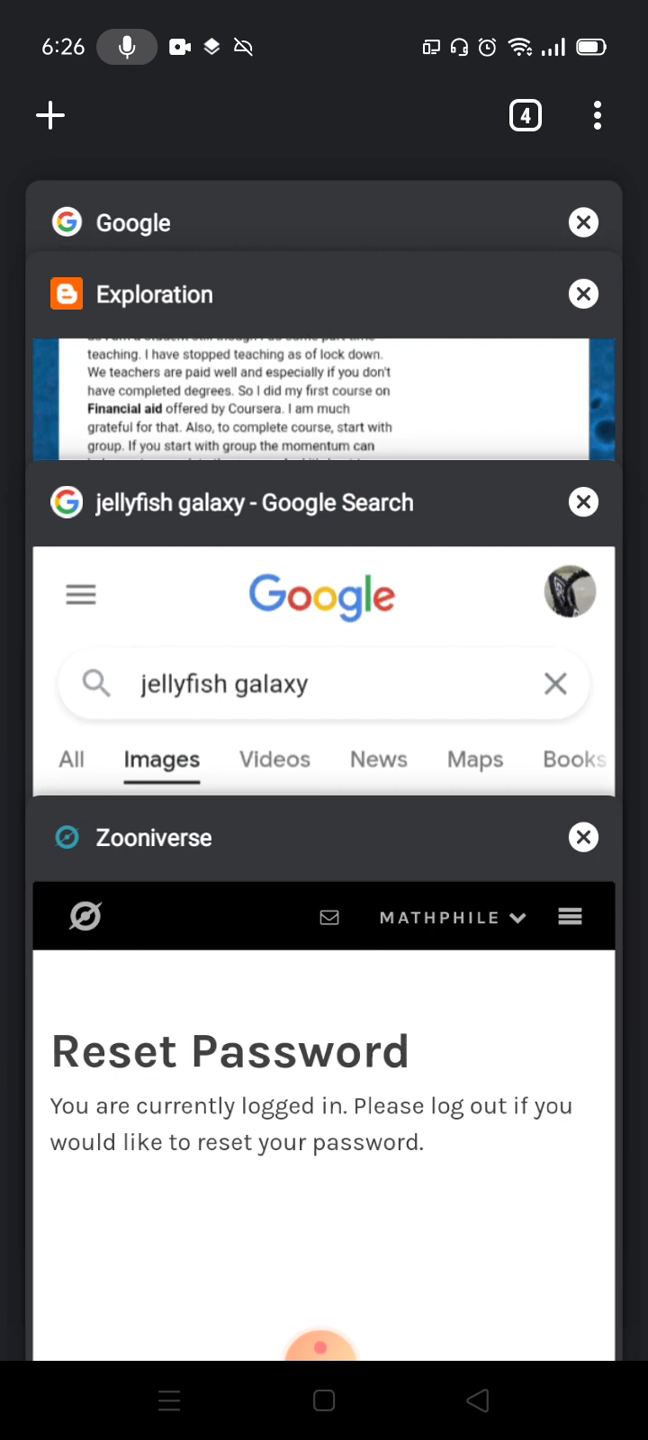 6:26
4
Google
Exploration
teaching. I have stopped teaching as of lock down.
We teachers are paid well and especially if you don't
have completed degrees. So I did my first course on
Financial aid offered by Coursera. I am much
grateful for that. Also, to complete course, start with
group. If you start with group the momentum can
jellyfish galaxy - Google Search
Google
jellyfish galaxy
All Images Videos News Maps Books
Zooniverse
MATHPHILE
Reset Password
You are currently logged in. Please log out if you
would like to reset your password.